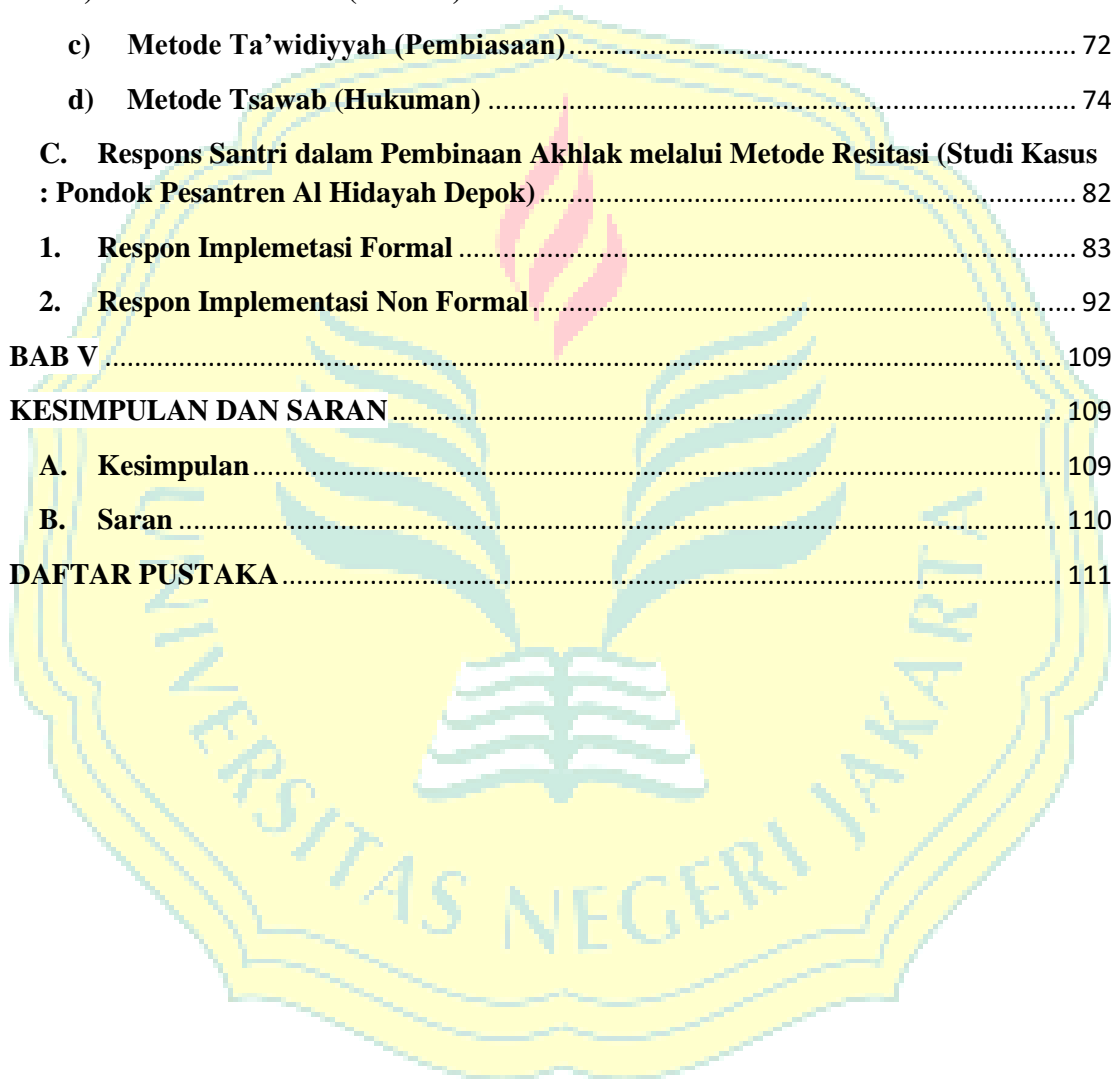 c) Metode Ta’widiyyah (Pembiasaan) 72
d) Metode Tsawab (Hukuman) 74
C. Respons Santri dalam Pembinaan Akhlak melalui Metode Resitasi (Studi Kasus
: Pondok Pesantren Al Hidayah Depok) 82
1. Respon Implemetasi Formal 83
2. Respon Implementasi Non Formal 92
BAB V 109
KESIMPULAN DAN SARAN 109
A. Kesimpulan 109
B. Saran 110
DAFTAR PUSTAKA 111
UNIVERSITAS NEGERI JAKARTA